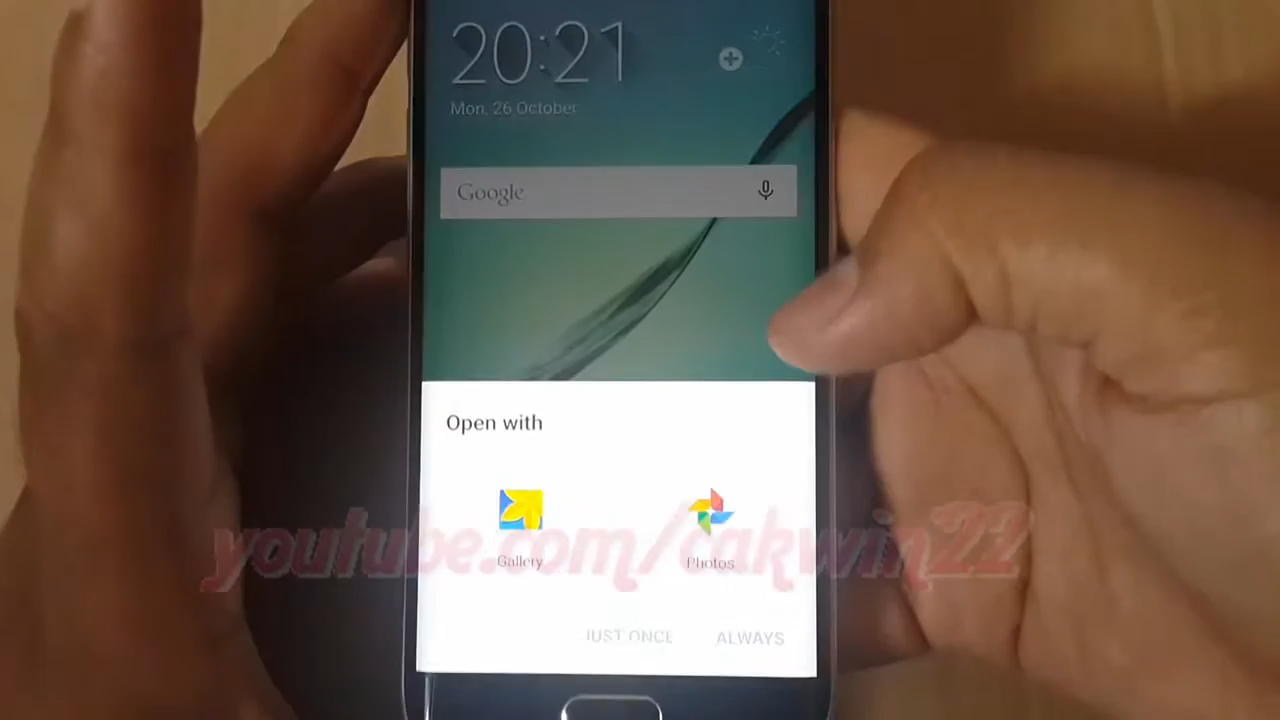 20:21
Mon, 26 October
Google
Open with
Gallery
Photos
youtube.com/cakwin22
JUST ONCE
ALWAYS